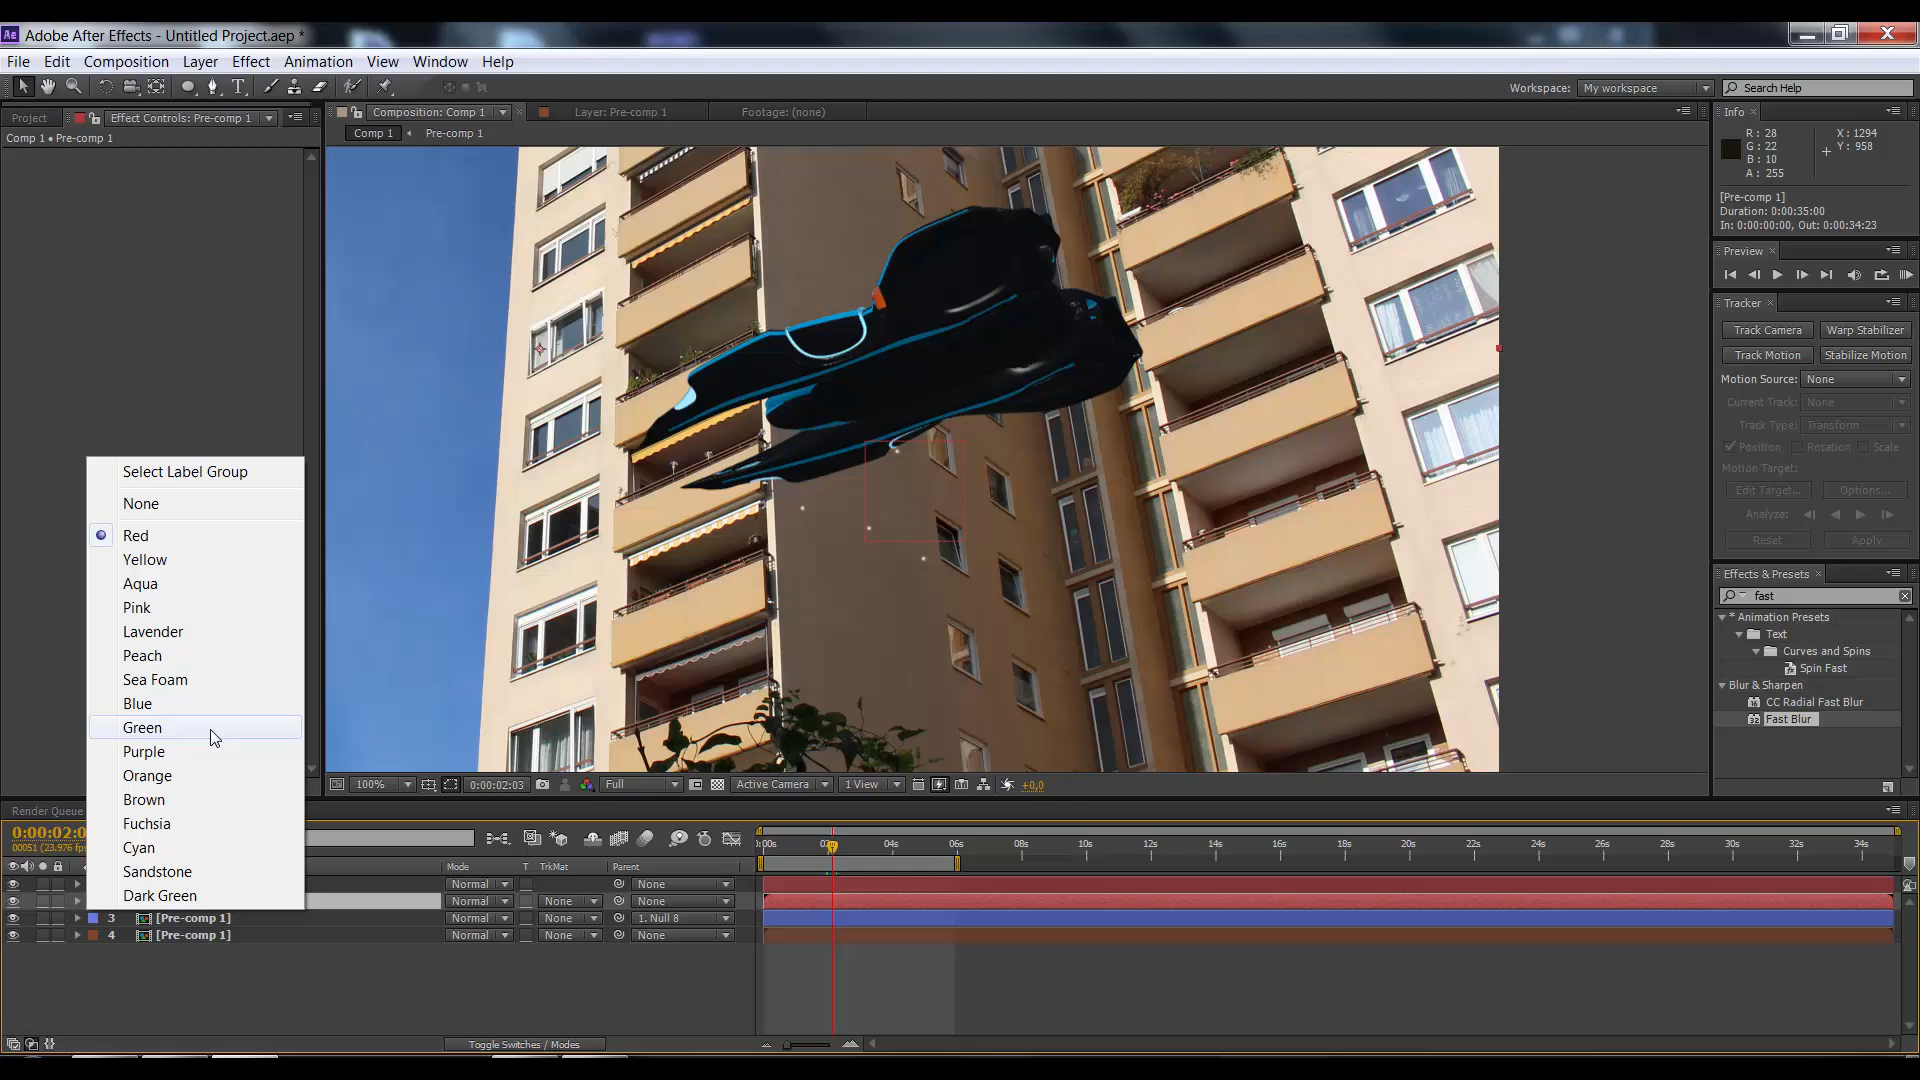 Adobe After Effects - Untitled Project.aep *
File Edit Composition Layer Effect Animation View Window Help
Workspace: My workspace Search Help
Project Effect Controls: Pre-comp 1
Comp 1 • Pre-comp 1
Composition: Comp 1 Layer: Pre-comp 1 Footage: (none)
Comp 1 Pre-comp 1
Info
R: 28 X: 1294
G: 22 Y: 958
B: 10
A: 255
[Pre-comp 1]
Duration: 0:00:35:00
In: 0:00:00:00, Out: 0:00:34:23
Preview
Tracker
Track Camera Warp Stabilizer
Track Motion Stabilize Motion
Motion Source: None
Current Track: None
Track Type: Transform
Position Rotation Scale
Motion Target:
Edit Target... Options...
Analyze:
Reset Apply
Effects & Presets
fast
* Animation Presets
Text
Curves and Spins
Spin Fast
Blur & Sharpen
CC Radial Fast Blur
Fast Blur
Select Label Group
None
Red
Yellow
Aqua
Pink
Lavender
Peach
Sea Foam
Blue
Green
Purple
Orange
Brown
Fuchsia
Cyan
Sandstone
Dark Green
100% 0:00:02:03 Full Active Camera 1 View +0,0
Render Queue
0:00:02:0
00051 (23.976 fps
Mode T TrkMat Parent
:00s 02s 04s 06s 08s 10s 12s 14s 16s 18s 20s 22s 24s 26s 28s 30s 32s 34s
Normal None
Normal None None
3 [Pre-comp 1] Normal None 1. Null 8
4 [Pre-comp 1] Normal None None
Toggle Switches / Modes